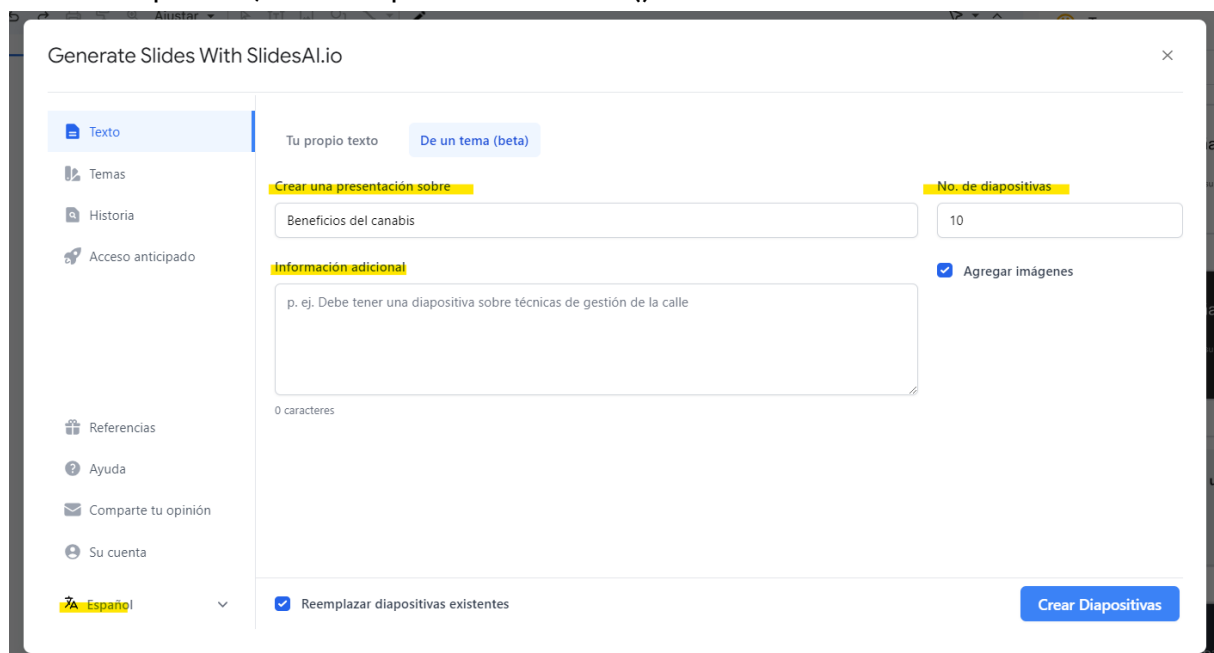 Ajustar
Generate Slides With SlidesAI.io
Texto
Temas
Historia
Acceso anticipado
Referencias
Ayuda
Comparte tu opinión
Su cuenta
Español
Tu propio texto
De un tema (beta)
Crear una presentación sobre
No. de diapositivas
Beneficios del canabis
10
Información adicional
Agregar imágenes
p. ej. Debe tener una diapositiva sobre técnicas de gestión de la calle
0 caracteres
Reemplazar diapositivas existentes
Crear Diapositivas